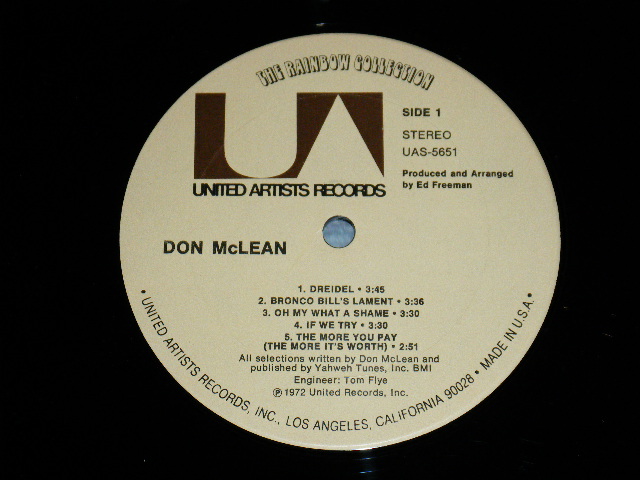 THE RAINBOW COLLECTION
UA
UNITED ARTISTS RECORDS
SIDE 1
STEREO
UAS-5651
Produced and Arranged
by Ed Freeman
DON McLEAN
1. DREIDEL • 3:45
2. BRONCO BILL'S LAMENT • 3:36
3. OH MY WHAT A SHAME • 3:30
4. IF WE TRY • 3:30
5. THE MORE YOU PAY
(THE MORE IT'S WORTH) • 2:51
All selections written by Don McLean and
published by Yahweh Tunes, Inc. BMI
Engineer: Tom Flye
Ⓟ 1972 United Records, Inc.
• UNITED ARTISTS RECORDS, INC., LOS ANGELES, CALIFORNIA 90028 • MADE IN U.S.A. •